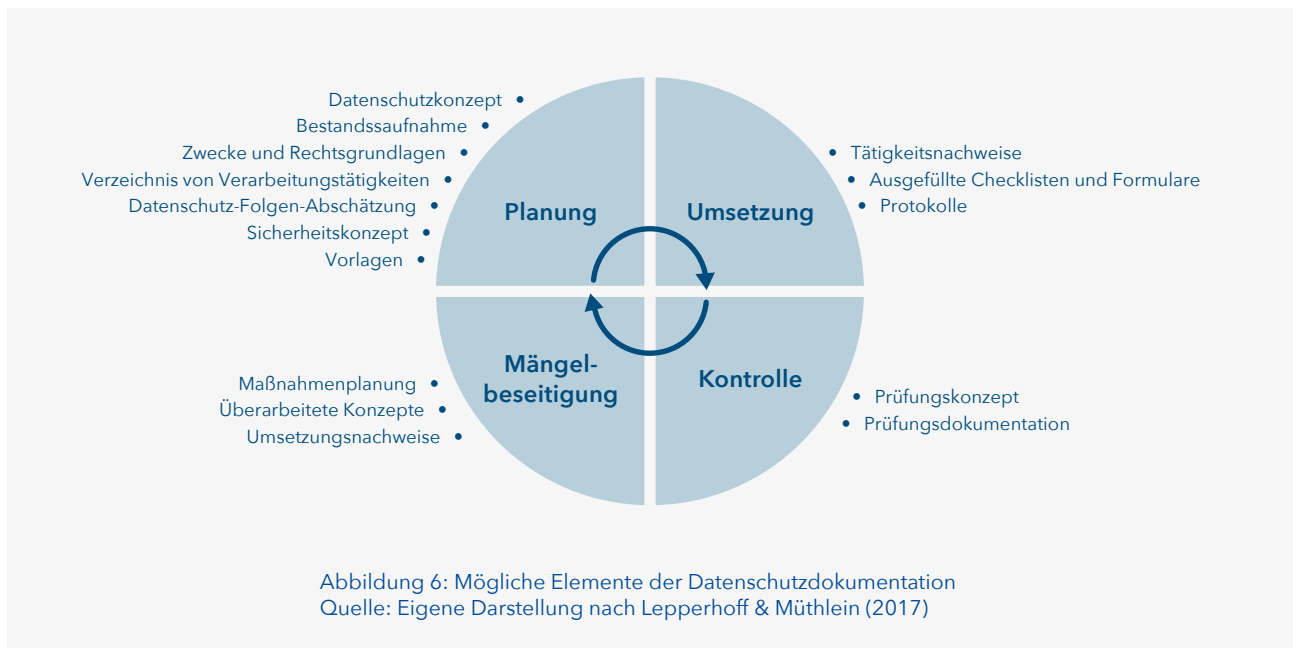 Datenschutzkonzept •
Bestandssaufnahme •
Zwecke und Rechtsgrundlagen •
Verzeichnis von Verarbeitungstätigkeiten •
Datenschutz-Folgen-Abschätzung •
Sicherheitskonzept •
Vorlagen •
Planung
Umsetzung
• Tätigkeitsnachweise
• Ausgefüllte Checklisten und Formulare
• Protokolle
Mängel-
beseitigung
Maßnahmenplanung •
Überarbeitete Konzepte •
Umsetzungsnachweise •
Kontrolle
• Prüfungskonzept
• Prüfungsdokumentation
Abbildung 6: Mögliche Elemente der Datenschutzdokumentation
Quelle: Eigene Darstellung nach Lepperhoff & Müthlein (2017)